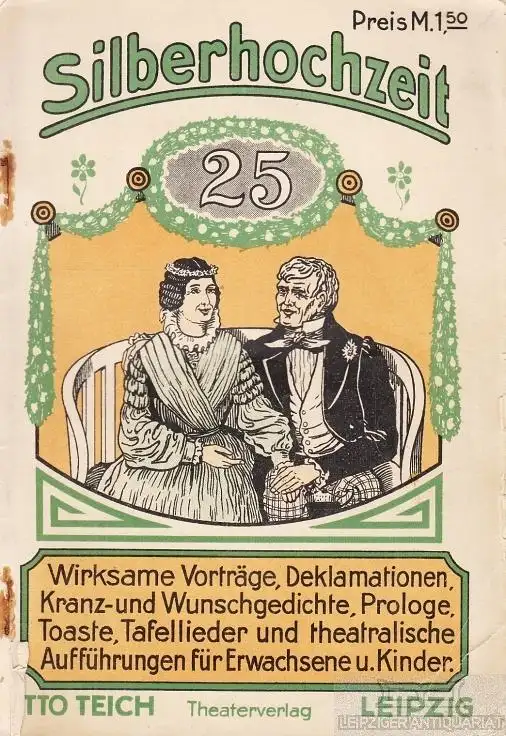 Preis M. 1,50
Silberhochzeit
25
Wirksame Vorträge, Deklamationen,
Kranz- und Wunschgedichte, Prologe,
Toaste, Tafellieder und theatralische
Aufführungen für Erwachsene u. Kinder.
TTO TEICH Theaterverlag LEIPZIG
LEIPZIGER ANTIQUARIAT